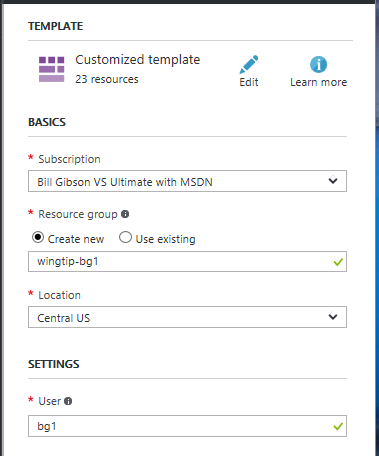 TEMPLATE
Customized template
23 resources
Edit
Learn more
BASICS
* Subscription
Bill Gibson VS Ultimate with MSDN
* Resource group
Create new Use existing
wingtip-bg1
* Location
Central US
SETTINGS
* User
bg1